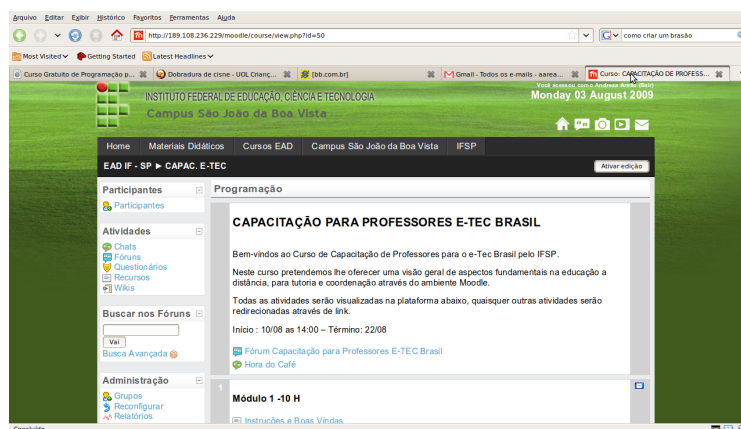 Arquivo Editar Exibir Histórico Favoritos Ferramentas Ajuda
http://189.108.236.229/moodle/course/view.php?id=50
como criar um brasão
Most Visited Getting Started Latest Headlines
Curso Gratuito de Programação p... Dobradura de cisne - UOL Crianç... [bb.com.br] Gmail - Todos os e-mails - aarea... Curso: CAPACITAÇÃO DE PROFESS...
INSTITUTO FEDERAL DE EDUCAÇÃO, CIÊNCIA E TECNOLOGIA
Campus São João da Boa Vista
Monday 03 August 2009
Home Materiais Didáticos Cursos EAD Campus São João da Boa Vista IFSP
EAD IF - SP ► CAPAC. E-TEC
Ativar edição
Participantes
Participantes
Atividades
Chats
Fóruns
Questionários
Recursos
Wikis
Buscar nos Fóruns
Vai
Busca Avançada
Administração
Grupos
Reconfigurar
Relatórios
Programação
CAPACITAÇÃO PARA PROFESSORES E-TEC BRASIL
Bem-vindos ao Curso de Capacitação de Professores para o e-Tec Brasil pelo IFSP.
Neste curso pretendemos lhe oferecer uma visão geral de aspectos fundamentais na educação a
distância, para tutoria e coordenação através do ambiente Moodle.
Todas as atividades serão visualizadas na plataforma abaixo, quaisquer outras atividades serão
redirecionadas através de link.
Início : 10/08 as 14:00 – Término: 22/08
Fórum Capacitação para Professores E-TEC Brasil
Hora do Café
1
Módulo 1 -10 H
Instruções e Boas Vindas